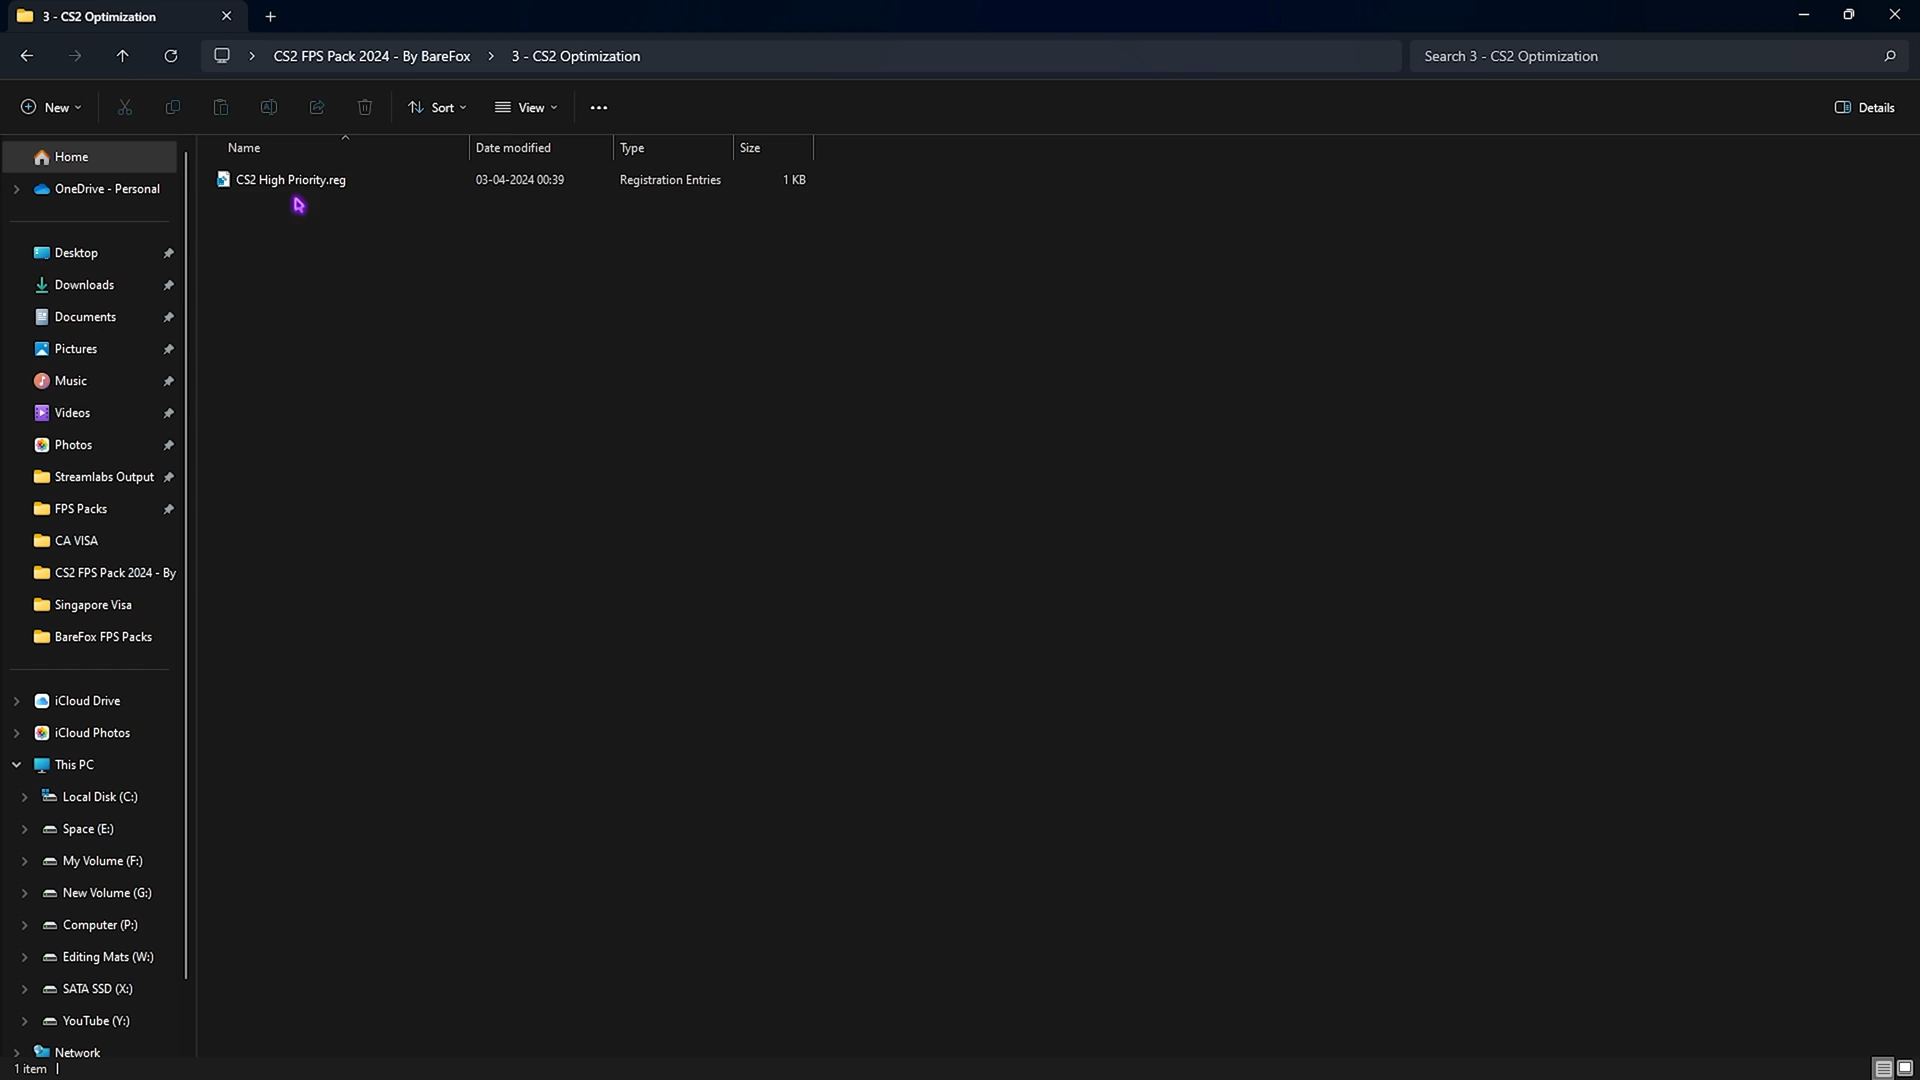 3 - CS2 Optimization
CS2 FPS Pack 2024 - By BareFox
3 - CS2 Optimization
Search 3 - CS2 Optimization
New
Sort
View
Details
Name
Date modified
Type
Size
CS2 High Priority.reg
03-04-2024 00:39
Registration Entries
1 KB
Home
OneDrive - Personal
Desktop
Downloads
Documents
Pictures
Music
Videos
Photos
Streamlabs Output
FPS Packs
CA VISA
CS2 FPS Pack 2024 - By
Singapore Visa
BareFox FPS Packs
iCloud Drive
iCloud Photos
This PC
Local Disk (C:)
Space (E:)
My Volume (F:)
New Volume (G:)
Computer (P:)
Editing Mats (W:)
SATA SSD (X:)
YouTube (Y:)
Network
1 item